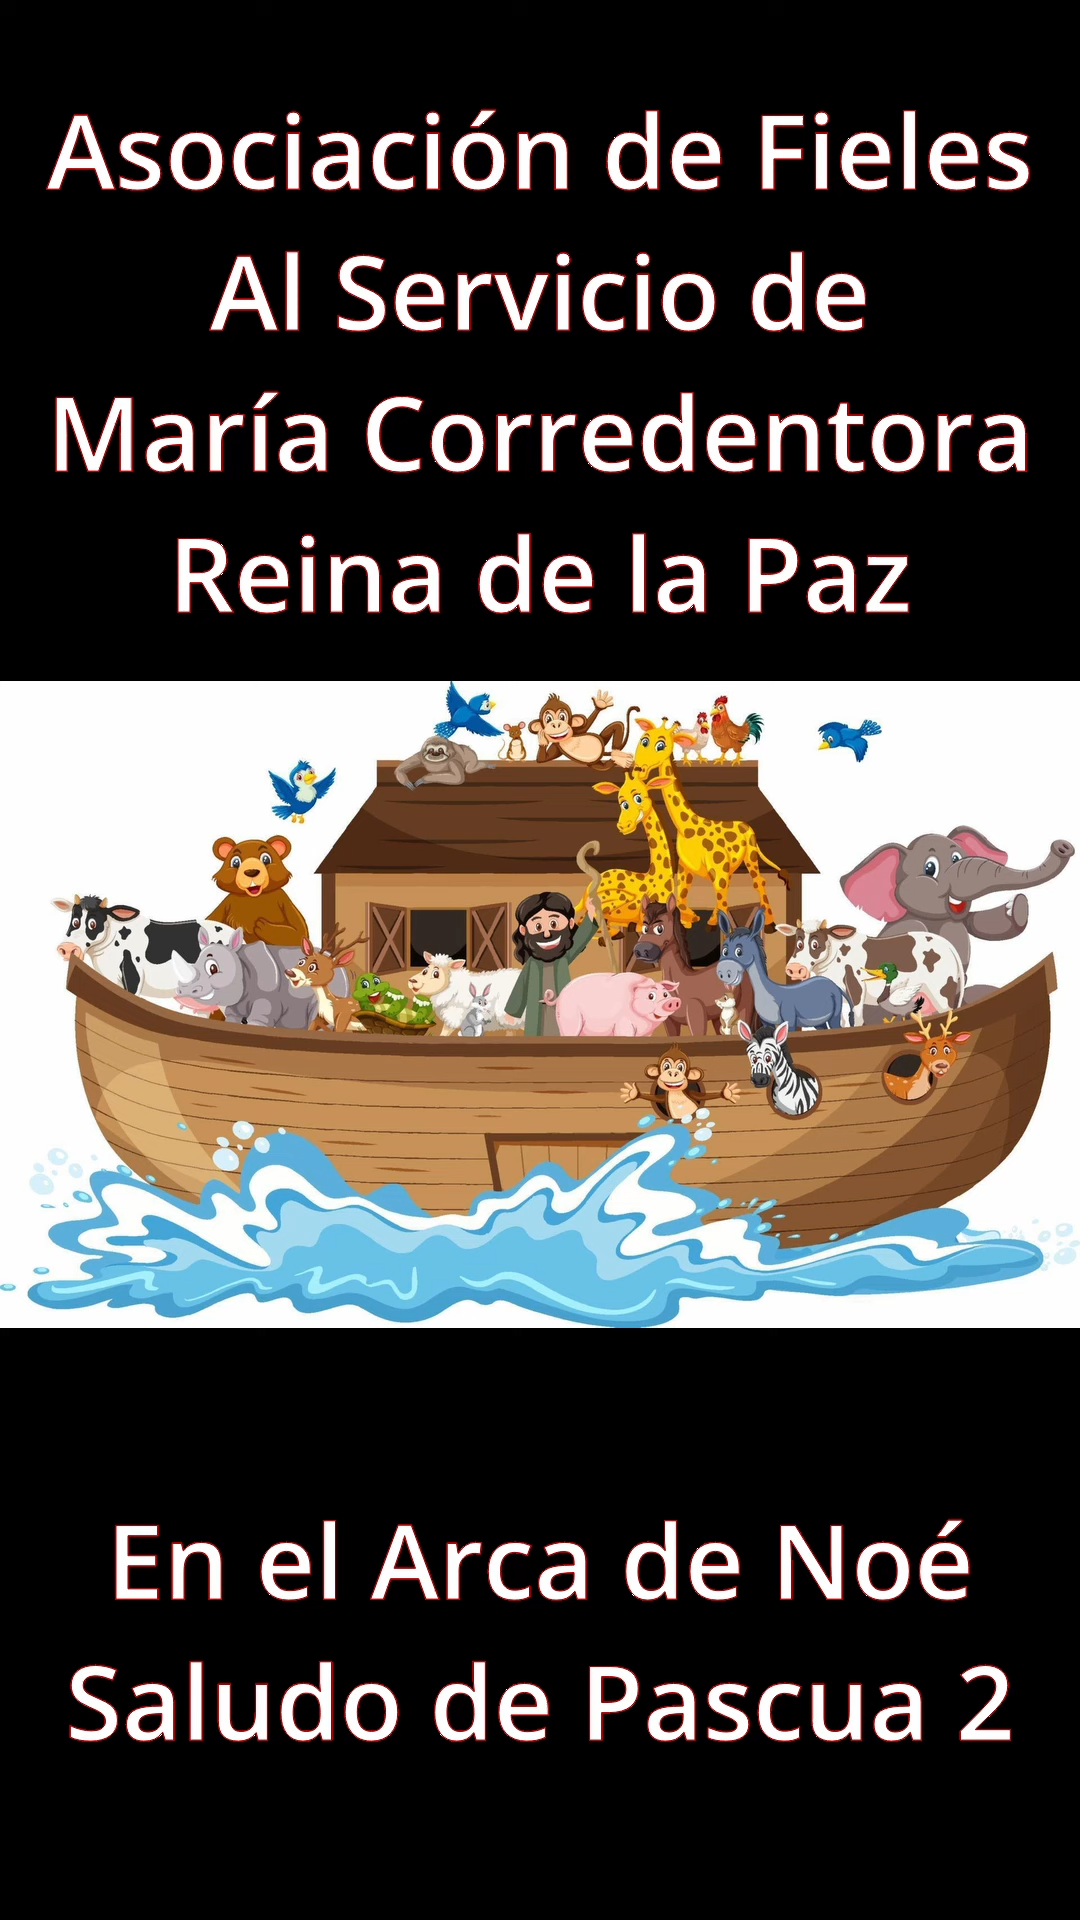 Asociación de Fieles
Al Servicio de
María Corredentora
Reina de la Paz
En el Arca de Noé
Saludo de Pascua 2